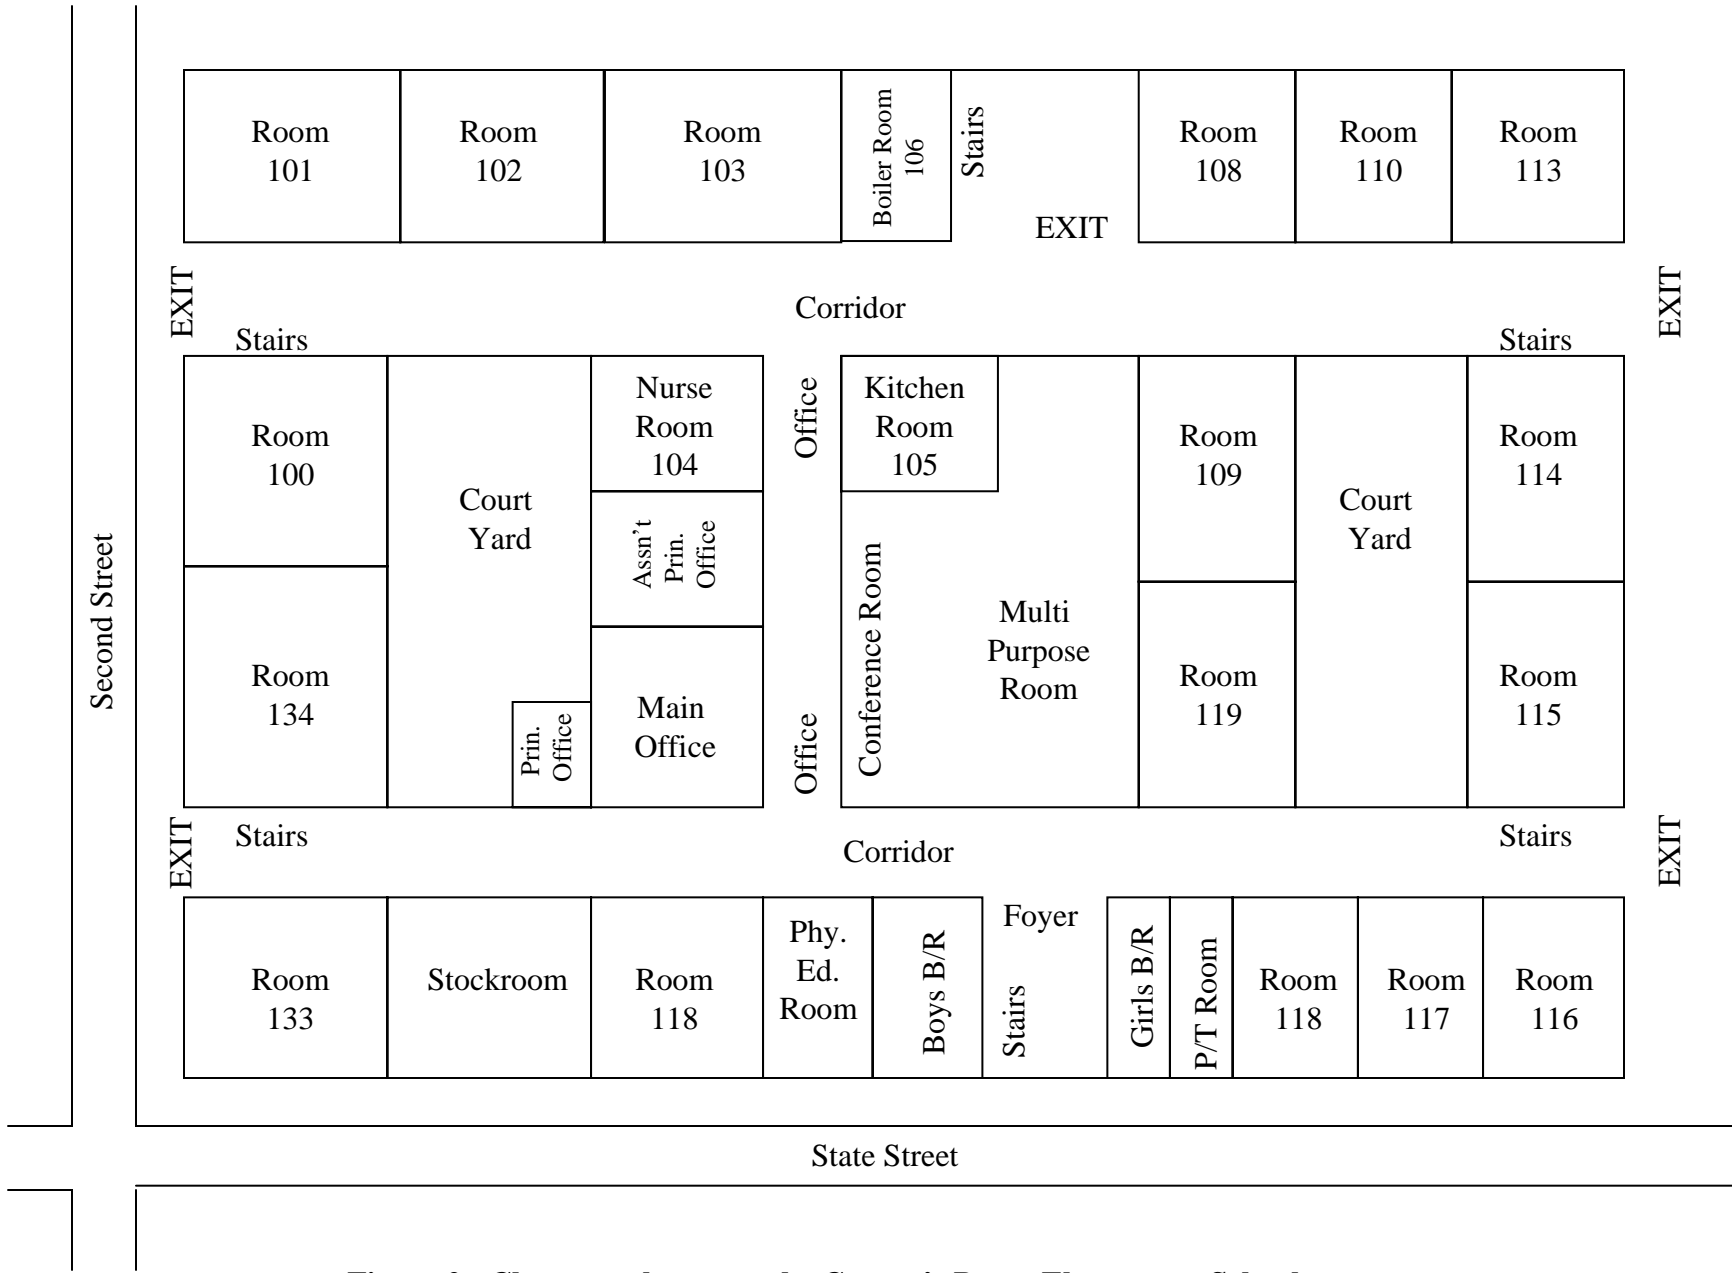 Room
101
Room
102
Room
103
Boiler Room
106
Stairs
EXIT
Room
108
Room
110
Room
113
EXIT
Corridor
EXIT
Stairs
Stairs
Room
100
Court
Yard
Nurse
Room
104
Office
Kitchen
Room
105
Room
109
Court
Yard
Room
114
Assn't
Prin.
Office
Second Street
Room
134
Prin.
Office
Main
Office
Office
Conference Room
Multi
Purpose
Room
Room
119
Room
115
EXIT
Stairs
Corridor
Stairs
EXIT
Room
133
Stockroom
Room
118
Phy.
Ed.
Room
Boys B/R
Foyer
Stairs
Girls B/R
P/T Room
Room
118
Room
117
Room
116
State Street